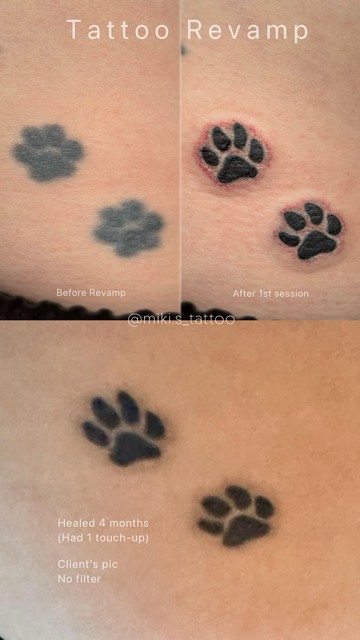 Tattoo Revamp
Before Revamp
After 1st session
@miki.s_tattoo
Healed 4 months
(Had 1 touch-up)
Client's pic
No filter